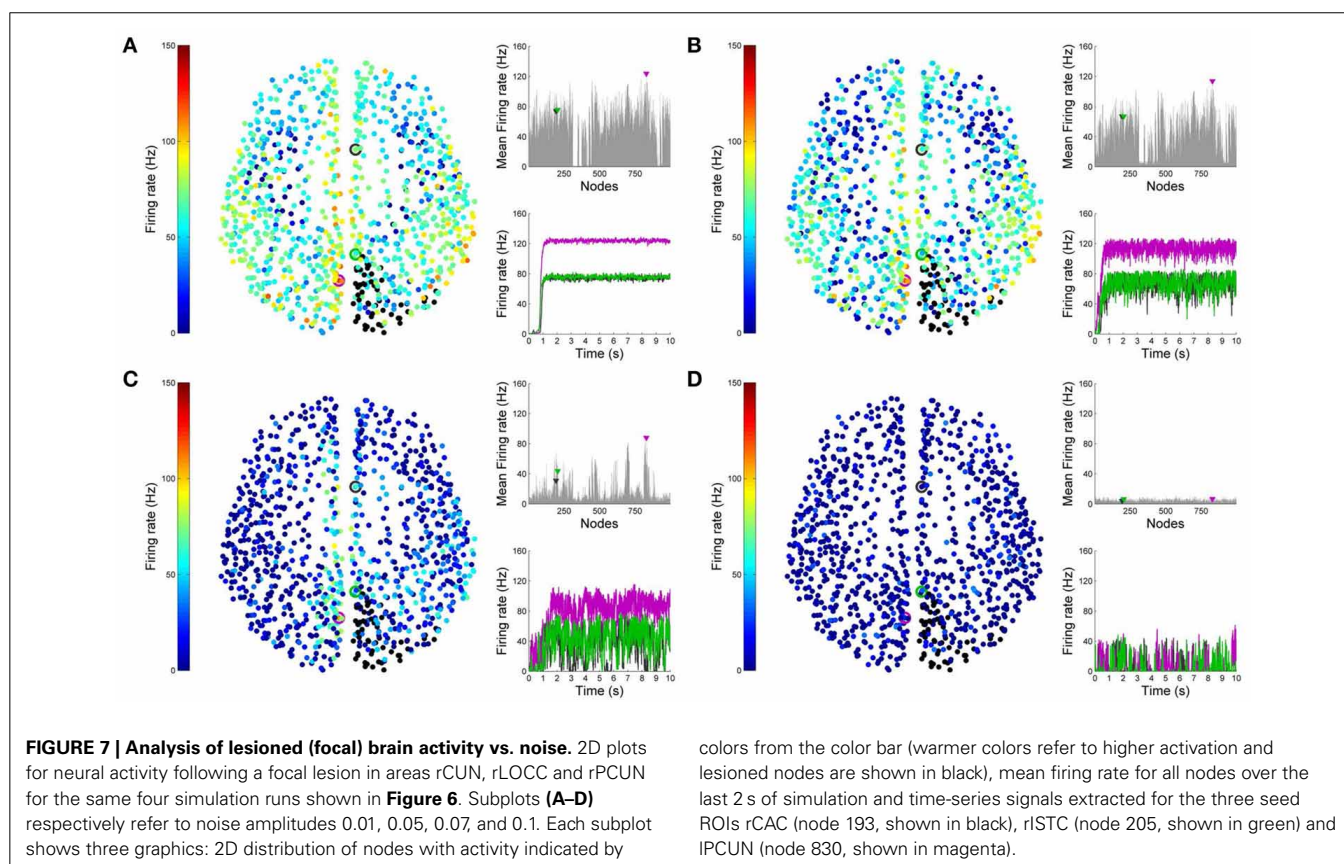 A
150
100
50
0
Firing rate (Hz)
160
120
80
40
0
Mean Firing rate (Hz)
250 500 750
Nodes
160
120
80
40
0
Firing rate (Hz)
0 1 2 3 4 5 6 7 8 9 10
Time (s)
B
150
100
50
0
Firing rate (Hz)
160
120
80
40
0
Mean Firing rate (Hz)
250 500 750
Nodes
160
120
80
40
0
Firing rate (Hz)
0 1 2 3 4 5 6 7 8 9 10
Time (s)
C
150
100
50
0
Firing rate (Hz)
160
120
80
40
0
Mean Firing rate (Hz)
250 500 750
Nodes
160
120
80
40
0
Firing rate (Hz)
0 1 2 3 4 5 6 7 8 9 10
Time (s)
D
150
100
50
0
Firing rate (Hz)
160
120
80
40
0
Mean Firing rate (Hz)
250 500 750
Nodes
160
120
80
40
0
Firing rate (Hz)
0 1 2 3 4 5 6 7 8 9 10
Time (s)
FIGURE 7 | Analysis of lesioned (focal) brain activity vs. noise. 2D plots
for neural activity following a focal lesion in areas rCUN, rLOCC and rPCUN
for the same four simulation runs shown in Figure 6. Subplots (A–D)
respectively refer to noise amplitudes 0.01, 0.05, 0.07, and 0.1. Each subplot
shows three graphics: 2D distribution of nodes with activity indicated by
colors from the color bar (warmer colors refer to higher activation and
lesioned nodes are shown in black), mean firing rate for all nodes over the
last 2 s of simulation and time-series signals extracted for the three seed
ROIs rCAC (node 193, shown in black), rISTC (node 205, shown in green) and
lPCUN (node 830, shown in magenta).